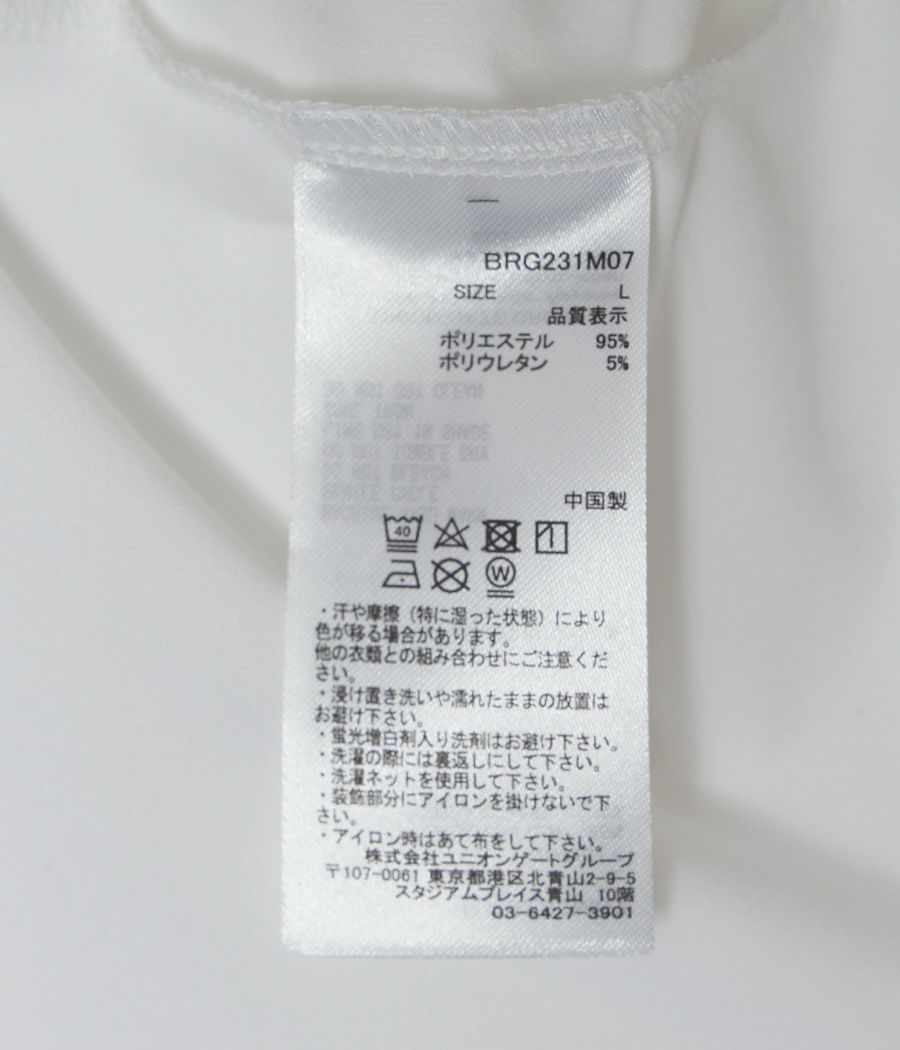 BRG231M07
SIZE L
品質表示
ポリエステル 95%
ポリウレタン 5%
中国製
40
W
・汗や摩擦（特に湿った状態）により
色が移る場合があります。
他の衣類との組み合わせにご注意くだ
さい。
・浸け置き洗いや濡れたままの放置は
お避け下さい。
・蛍光増白剤入り洗剤はお避け下さい。
・洗濯の際には裏返しにして下さい。
・洗濯ネットを使用して下さい。
・装飾部分にアイロンを掛けないで下
さい。
・アイロン時はあて布をして下さい。
株式会社ユニオンゲートグループ
〒107-0061 東京都港区北青山2-9-5
スタジアムプレイス青山 10階
03-6427-3901